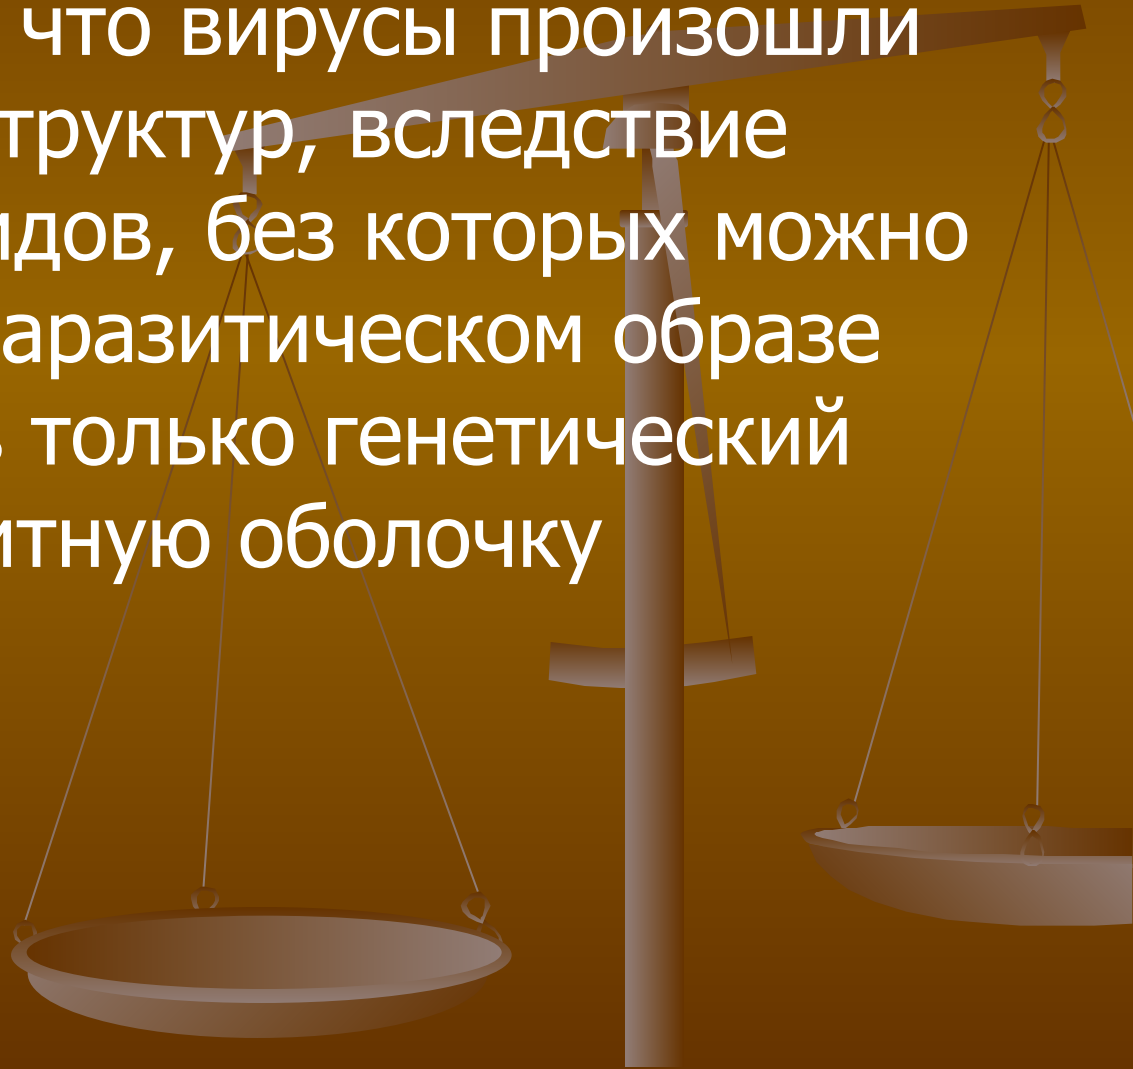 что вирусы произошли
труктур, вследствие
идов, без которых можно
аразитическом образе
ь только генетический
итную оболочку